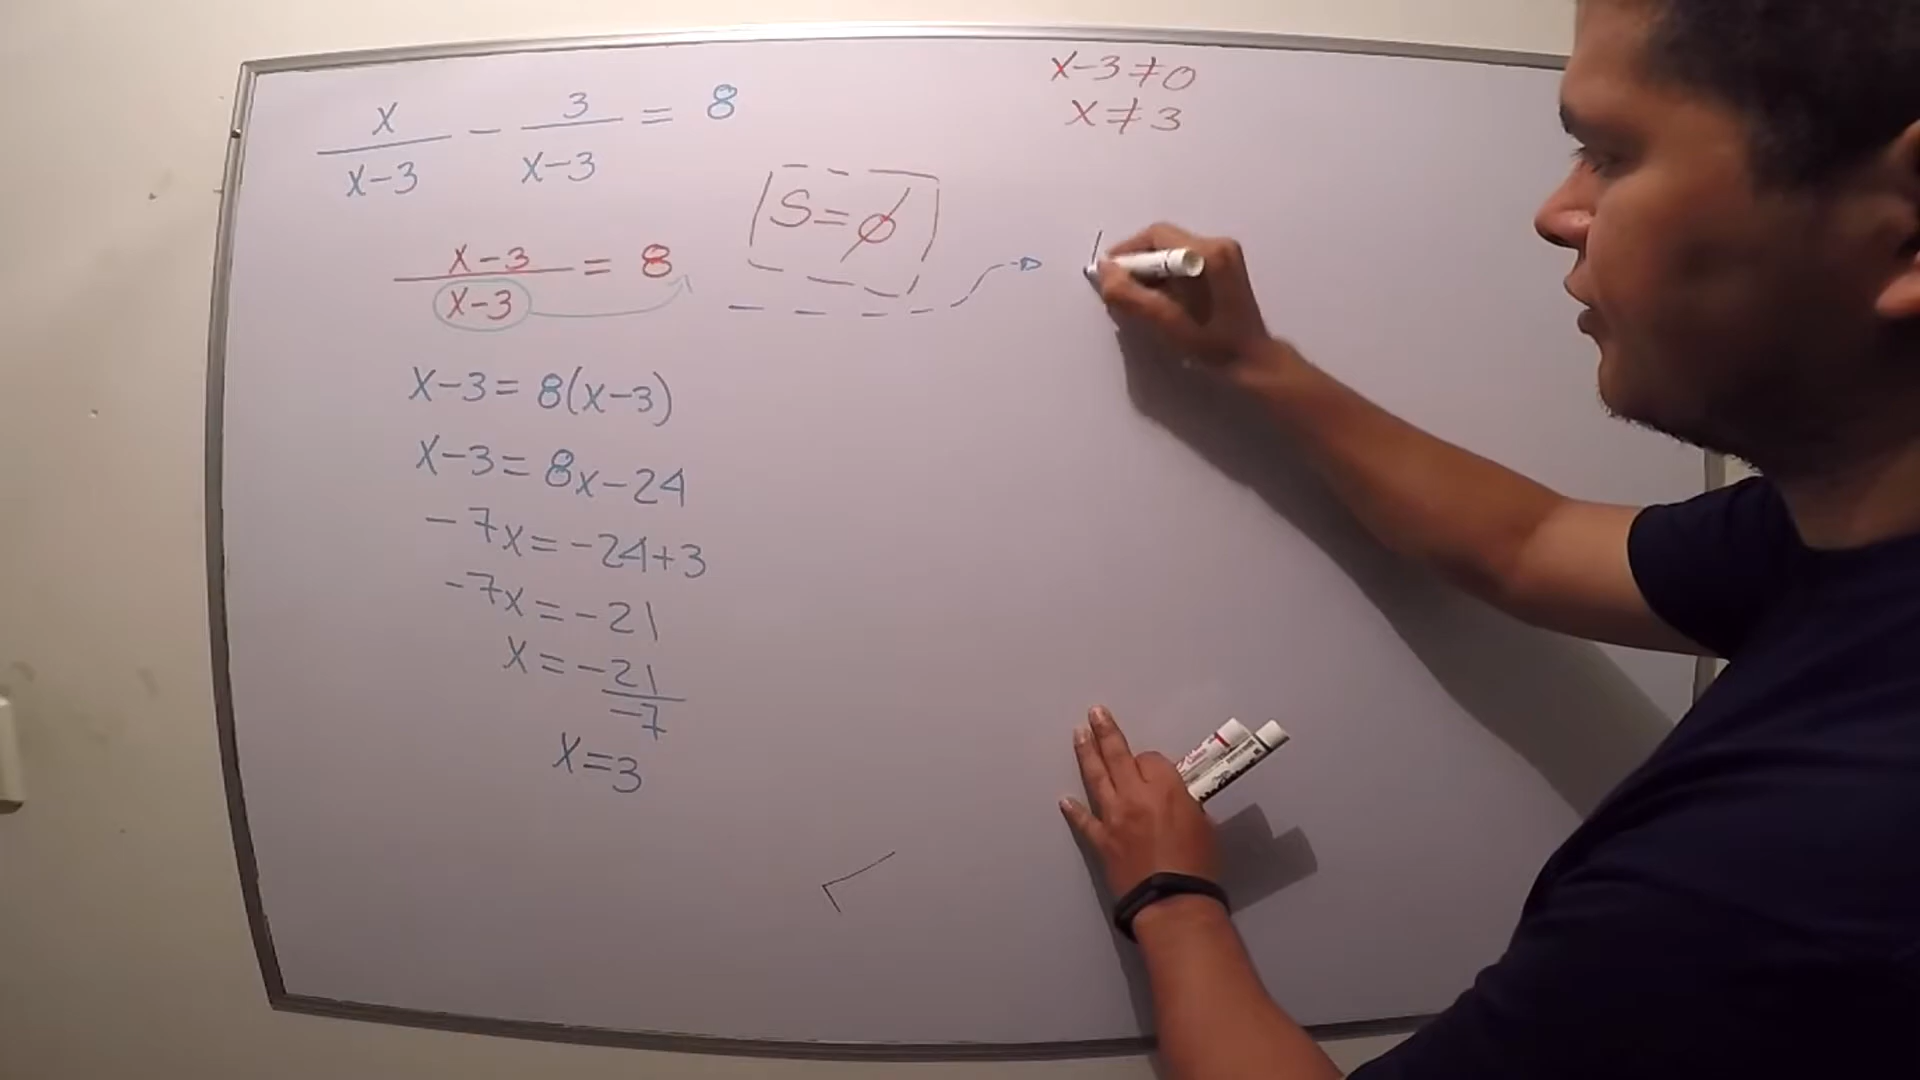 x/(x-3) - 3/(x-3) = 8
(x-3)/(x-3) = 8
x-3 = 8(x-3)
x-3 = 8x-24
-7x = -24+3
-7x = -21
x = -21/-7
x = 3
S = ∅
x-3 ≠ 0
x ≠ 3